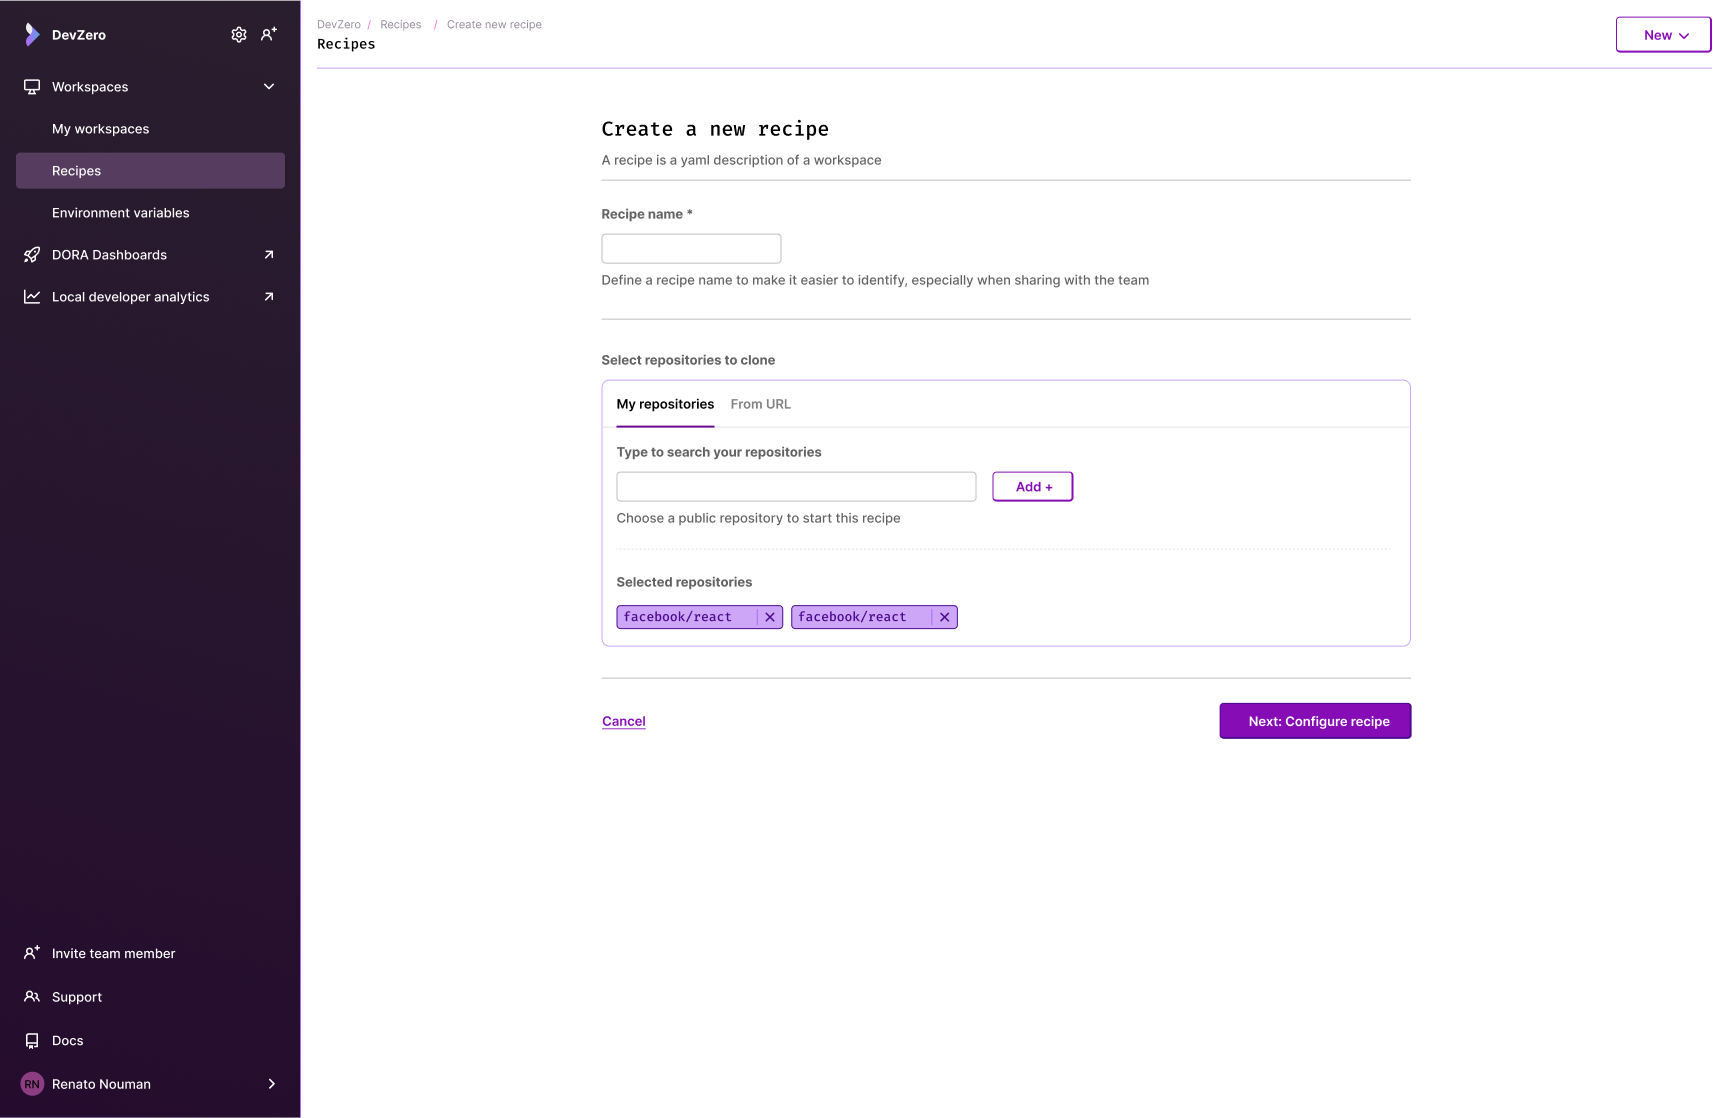 DevZero
Workspaces
My workspaces
Recipes
Environment variables
DORA Dashboards
Local developer analytics
Invite team member
Support
Docs
RN Renato Nouman
DevZero / Recipes / Create new recipe
Recipes
New
Create a new recipe
A recipe is a yaml description of a workspace
Recipe name *
Define a recipe name to make it easier to identify, especially when sharing with the team
Select repositories to clone
My repositories From URL
Type to search your repositories
Add +
Choose a public repository to start this recipe
Selected repositories
facebook/react facebook/react
Cancel Next: Configure recipe